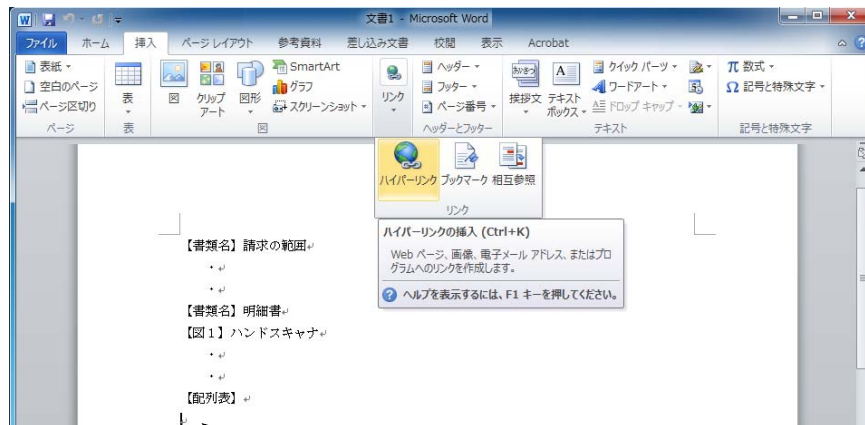 文書1 - Microsoft Word
ファイル ホーム 挿入 ページ レイアウト 参考資料 差し込み文書 校閲 表示 Acrobat
表紙
空白のページ
ページ区切り
ページ
表
表
図
クリップ
アート
図形
SmartArt
グラフ
スクリーンショット
図
リンク
ヘッダー
フッター
ページ番号
ヘッダーとフッター
挨拶文
テキスト
ボックス
クイック パーツ
ワードアート
ドロップ キャップ
テキスト
数式
記号と特殊文字
記号と特殊文字
ハイパーリンク ブックマーク 相互参照
リンク
ハイパーリンクの挿入 (Ctrl+K)
Web ページ、画像、電子メール アドレス、またはプロ
グラムへのリンクを作成します。
ヘルプを表示するには、F1 キーを押してください。
【書類名】請求の範囲
・
・
【書類名】明細書
【図1】ハンドスキャナ
・
・
【配列表】